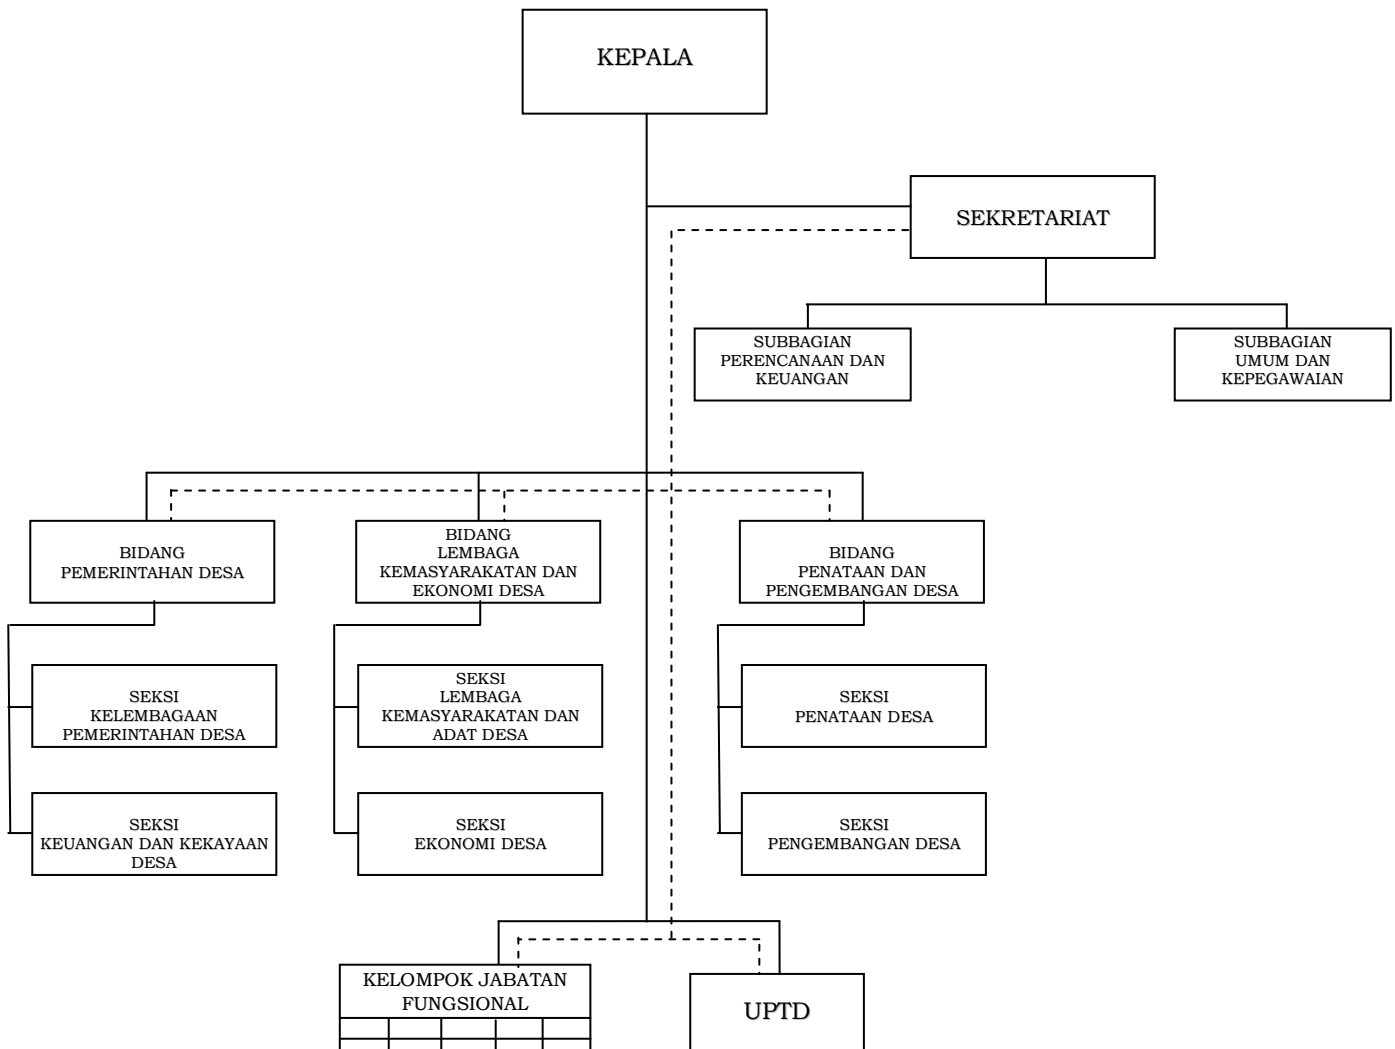 KEPALA
SEKRETARIAT
SUBBAGIAN
PERENCANAAN DAN
KEUANGAN
SUBBAGIAN
UMUM DAN
KEPEGAWAIAN
BIDANG
PEMERINTAHAN DESA
BIDANG
LEMBAGA
KEMASYARAKATAN DAN
EKONOMI DESA
BIDANG
PENATAAN DAN
PENGEMBANGAN DESA
SEKSI
KELEMBAGAAN
PEMERINTAHAN DESA
SEKSI
LEMBAGA
KEMASYARAKATAN DAN
ADAT DESA
SEKSI
PENATAAN DESA
SEKSI
KEUANGAN DAN KEKAYAAN
DESA
SEKSI
EKONOMI DESA
SEKSI
PENGEMBANGAN DESA
KELOMPOK JABATAN
FUNGSIONAL
UPTD